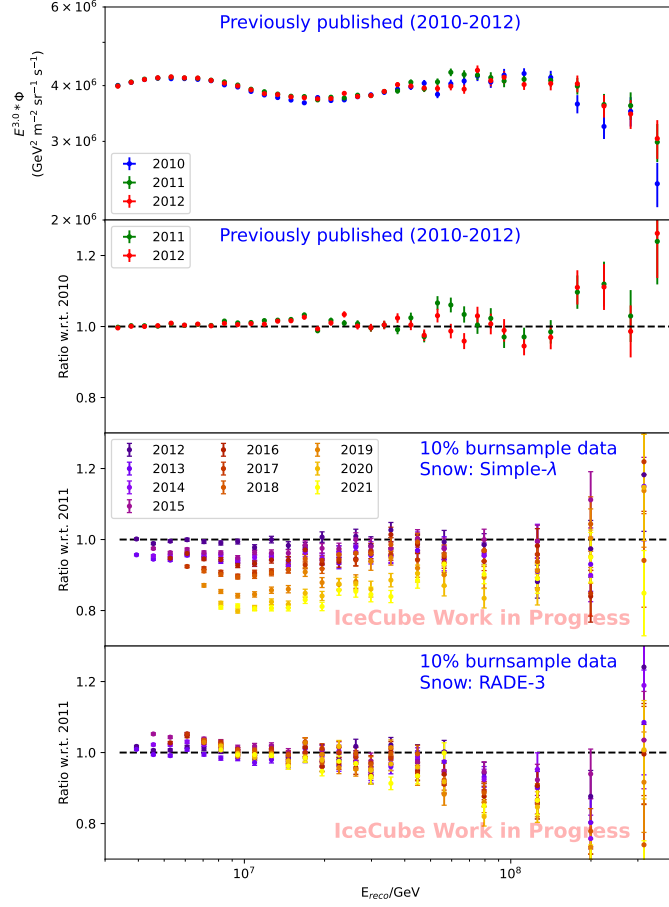 6 × 10⁶
Previously published (2010-2012)
4 × 10⁶
E³·⁰ * Φ
(GeV² m⁻² sr⁻¹ s⁻¹)
3 × 10⁶
2010
2011
2012
2 × 10⁶
2011
2012
Previously published (2010-2012)
1.2
1.0
0.8
Ratio w.r.t. 2010
2012
2013
2014
2015
2016
2017
2018
2019
2020
2021
10% burnsample data
Snow: Simple-λ
1.2
1.0
0.8
Ratio w.r.t. 2011
IceCube Work in Progress
10% burnsample data
Snow: RADE-3
1.2
1.0
0.8
Ratio w.r.t. 2011
IceCube Work in Progress
10⁷
10⁸
E_reco/GeV